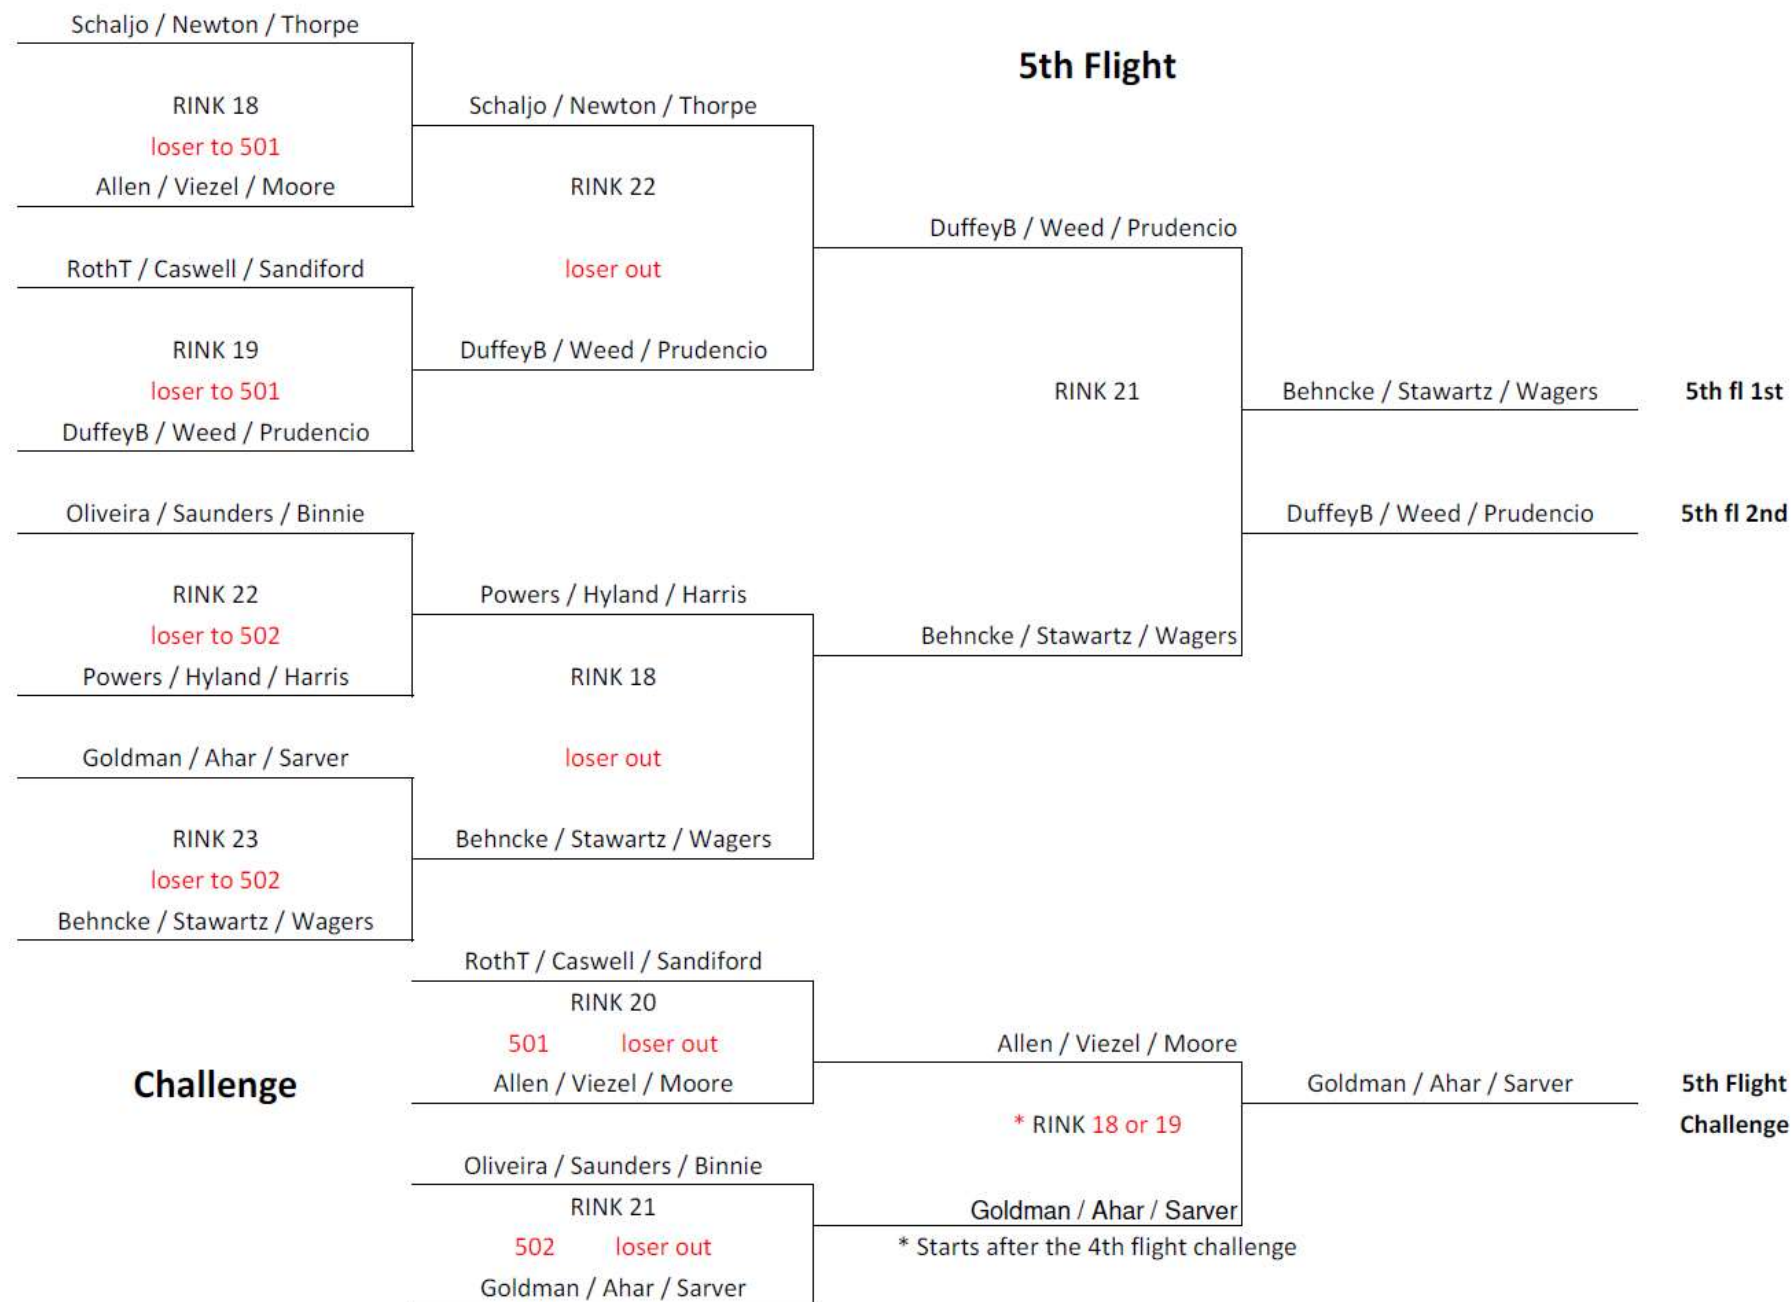 Schaljo / Newton / Thorpe
5th Flight
RINK 18
Schaljo / Newton / Thorpe
loser to 501
Allen / Viezel / Moore
RINK 22
DuffeyB / Weed / Prudencio
RothT / Caswell / Sandiford
loser out
RINK 19
DuffeyB / Weed / Prudencio
loser to 501
RINK 21
Behncke / Stawartz / Wagers
5th fl 1st
DuffeyB / Weed / Prudencio
Oliveira / Saunders / Binnie
DuffeyB / Weed / Prudencio
5th fl 2nd
RINK 22
Powers / Hyland / Harris
loser to 502
Behncke / Stawartz / Wagers
Powers / Hyland / Harris
RINK 18
Goldman / Ahar / Sarver
loser out
RINK 23
Behncke / Stawartz / Wagers
loser to 502
Behncke / Stawartz / Wagers
RothT / Caswell / Sandiford
RINK 20
501 loser out
Allen / Viezel / Moore
Challenge
Allen / Viezel / Moore
Goldman / Ahar / Sarver
5th Flight
* RINK 18 or 19
Challenge
Oliveira / Saunders / Binnie
RINK 21
Goldman / Ahar / Sarver
502 loser out
* Starts after the 4th flight challenge
Goldman / Ahar / Sarver